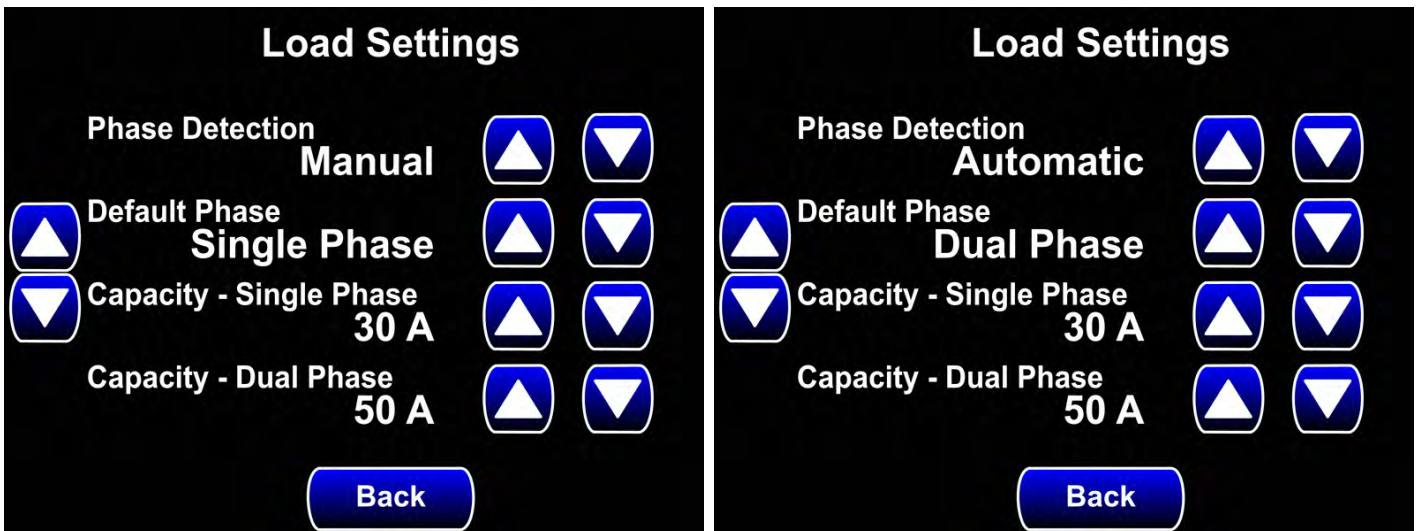 Load Settings
Phase Detection
Manual
Default Phase
Single Phase
Capacity - Single Phase
30 A
Capacity - Dual Phase
50 A
Back
Load Settings
Phase Detection
Automatic
Default Phase
Dual Phase
Capacity - Single Phase
30 A
Capacity - Dual Phase
50 A
Back